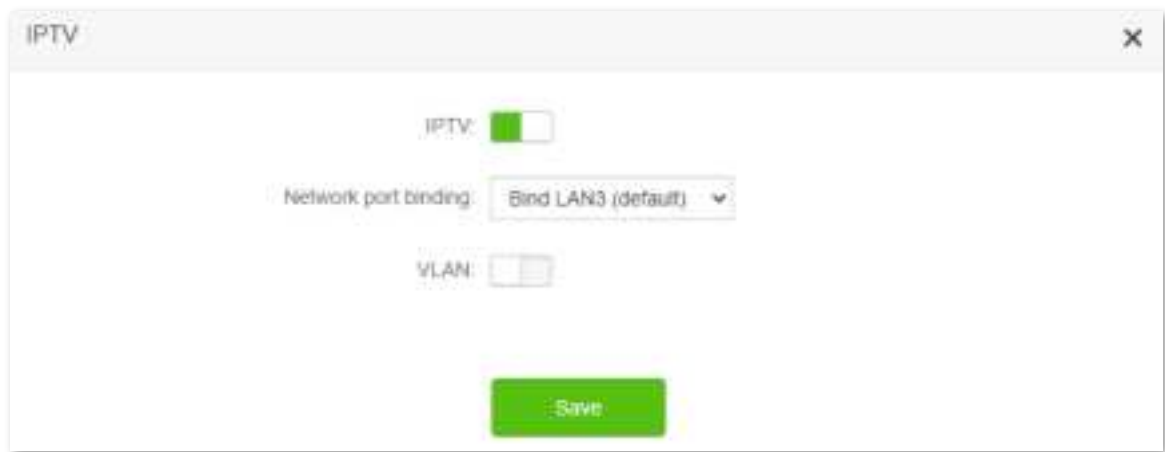 IPTV
IPTV:
Network port binding: Bind LAN3 (default)
VLAN:
Save